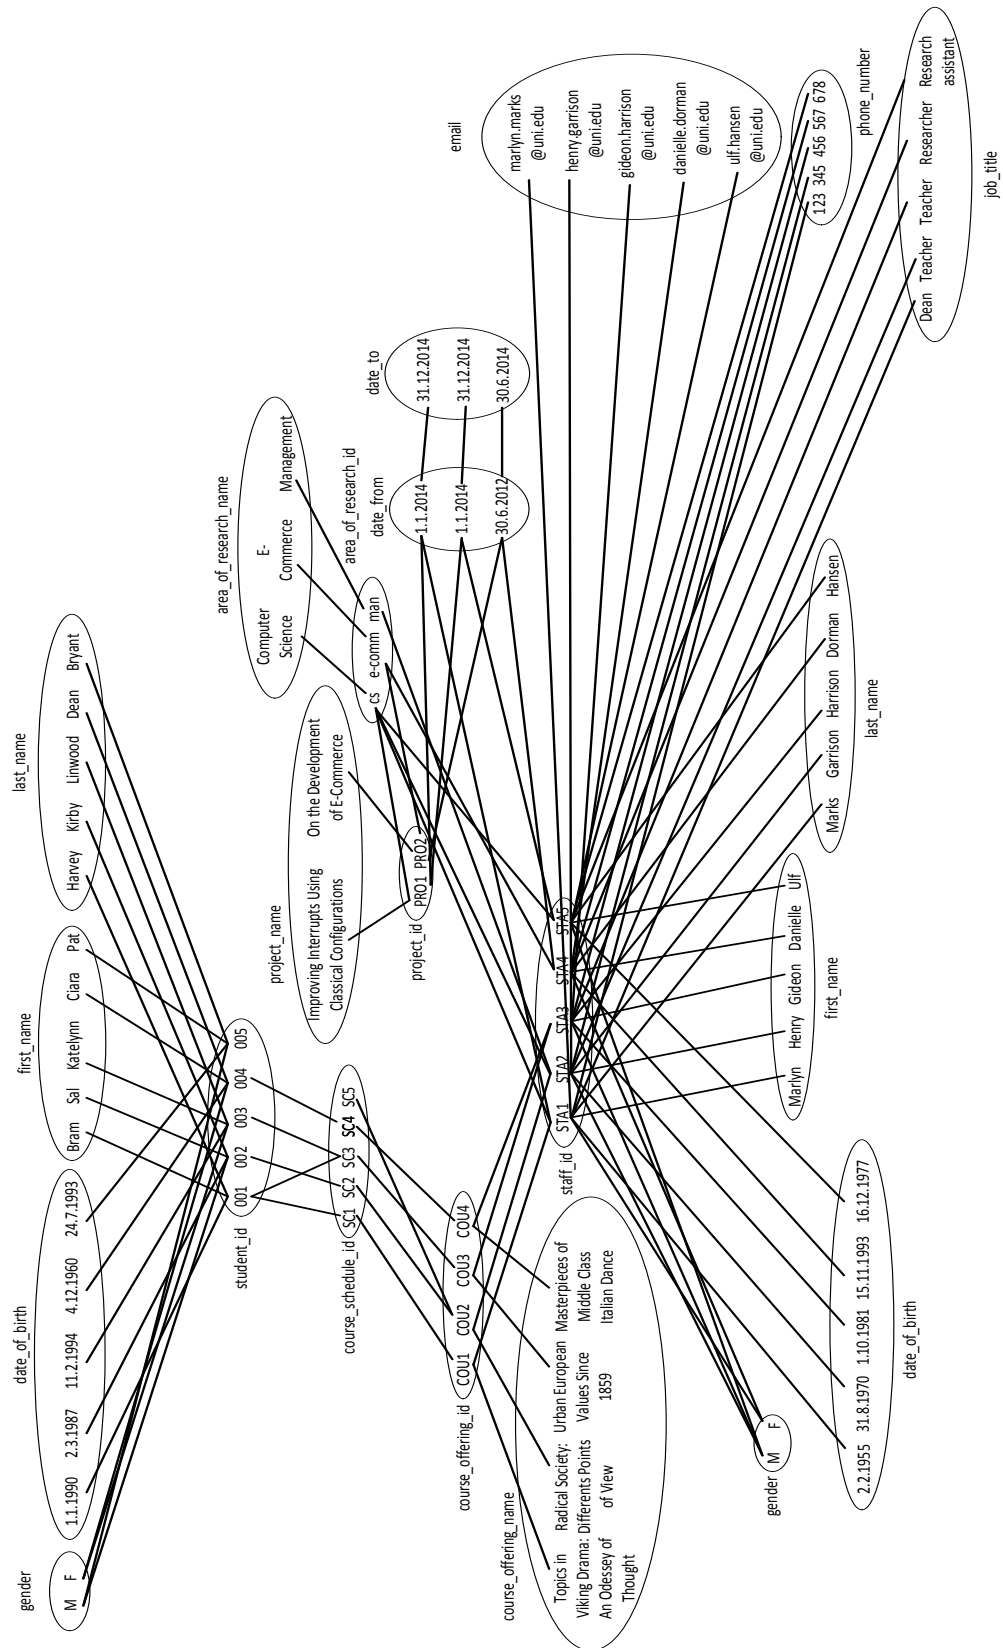 gender
M F
date_of_birth
1.1.1990 2.3.1987 11.2.1994 4.12.1960 24.7.1993
first_name
Bram Sal Katelynn Ciara Pat
last_name
Harvey Kirby Linwood Dean Bryant
student_id
001 002 003 004 005
course_schedule_id
SC1 SC2 SC3 SC4 SC5
project_name
Improving Interrupts Using
Classical Configurations
On the Development
of E-Commerce
area_of_research_name
Computer
Science
E-
Commerce
Management
area_of_research_id
cs e-comm man
project_id
PRO1 PRO2
date_from
1.1.2014
1.1.2014
30.6.2012
date_to
31.12.2014
31.12.2014
30.6.2014
course_offering_id
COU1 COU2 COU3 COU4
course_offering_name
Topics in
Viking Drama:
An Odessey of
Thought
Radical Society:
Differents Points
of View
Urban European
Values Since
1859
Masterpieces of
Middle Class
Italian Dance
staff_id
STA1 STA2 STA3 STA4 STA5
email
marlyn.marks
@uni.edu
henry.garrison
@uni.edu
gideon.harrison
@uni.edu
danielle.dorman
@uni.edu
ulf.hansen
@uni.edu
gender
M F
date_of_birth
2.2.1955 31.8.1970 1.10.1981 15.11.1993 16.12.1977
first_name
Marlyn Henry Gideon Danielle Ulf
last_name
Marks Garrison Harrison Dorman Hansen
phone_number
123 345 456 567 678
job_title
Dean Teacher Teacher Researcher Research
assistant